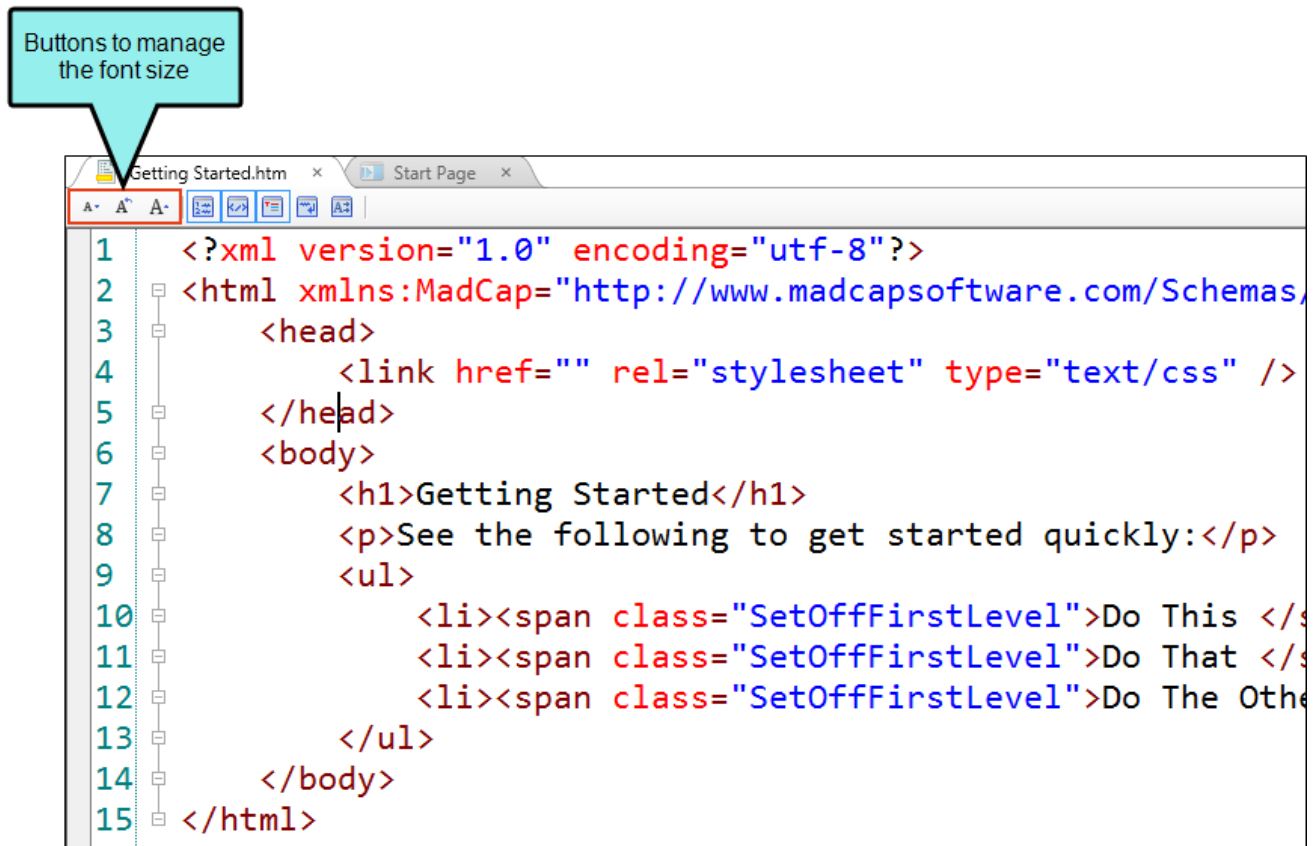 Buttons to manage
the font size
Getting Started.htm × Start Page ×
1 <?xml version="1.0" encoding="utf-8"?>
2 <html xmlns:MadCap="http://www.madcapsoftware.com/Schemas/
3 <head>
4 <link href="" rel="stylesheet" type="text/css" />
5 </head>
6 <body>
7 <h1>Getting Started</h1>
8 <p>See the following to get started quickly:</p>
9 <ul>
10 <li><span class="SetOffFirstLevel">Do This </s
11 <li><span class="SetOffFirstLevel">Do That </s
12 <li><span class="SetOffFirstLevel">Do The Othe
13 </ul>
14 </body>
15 </html>